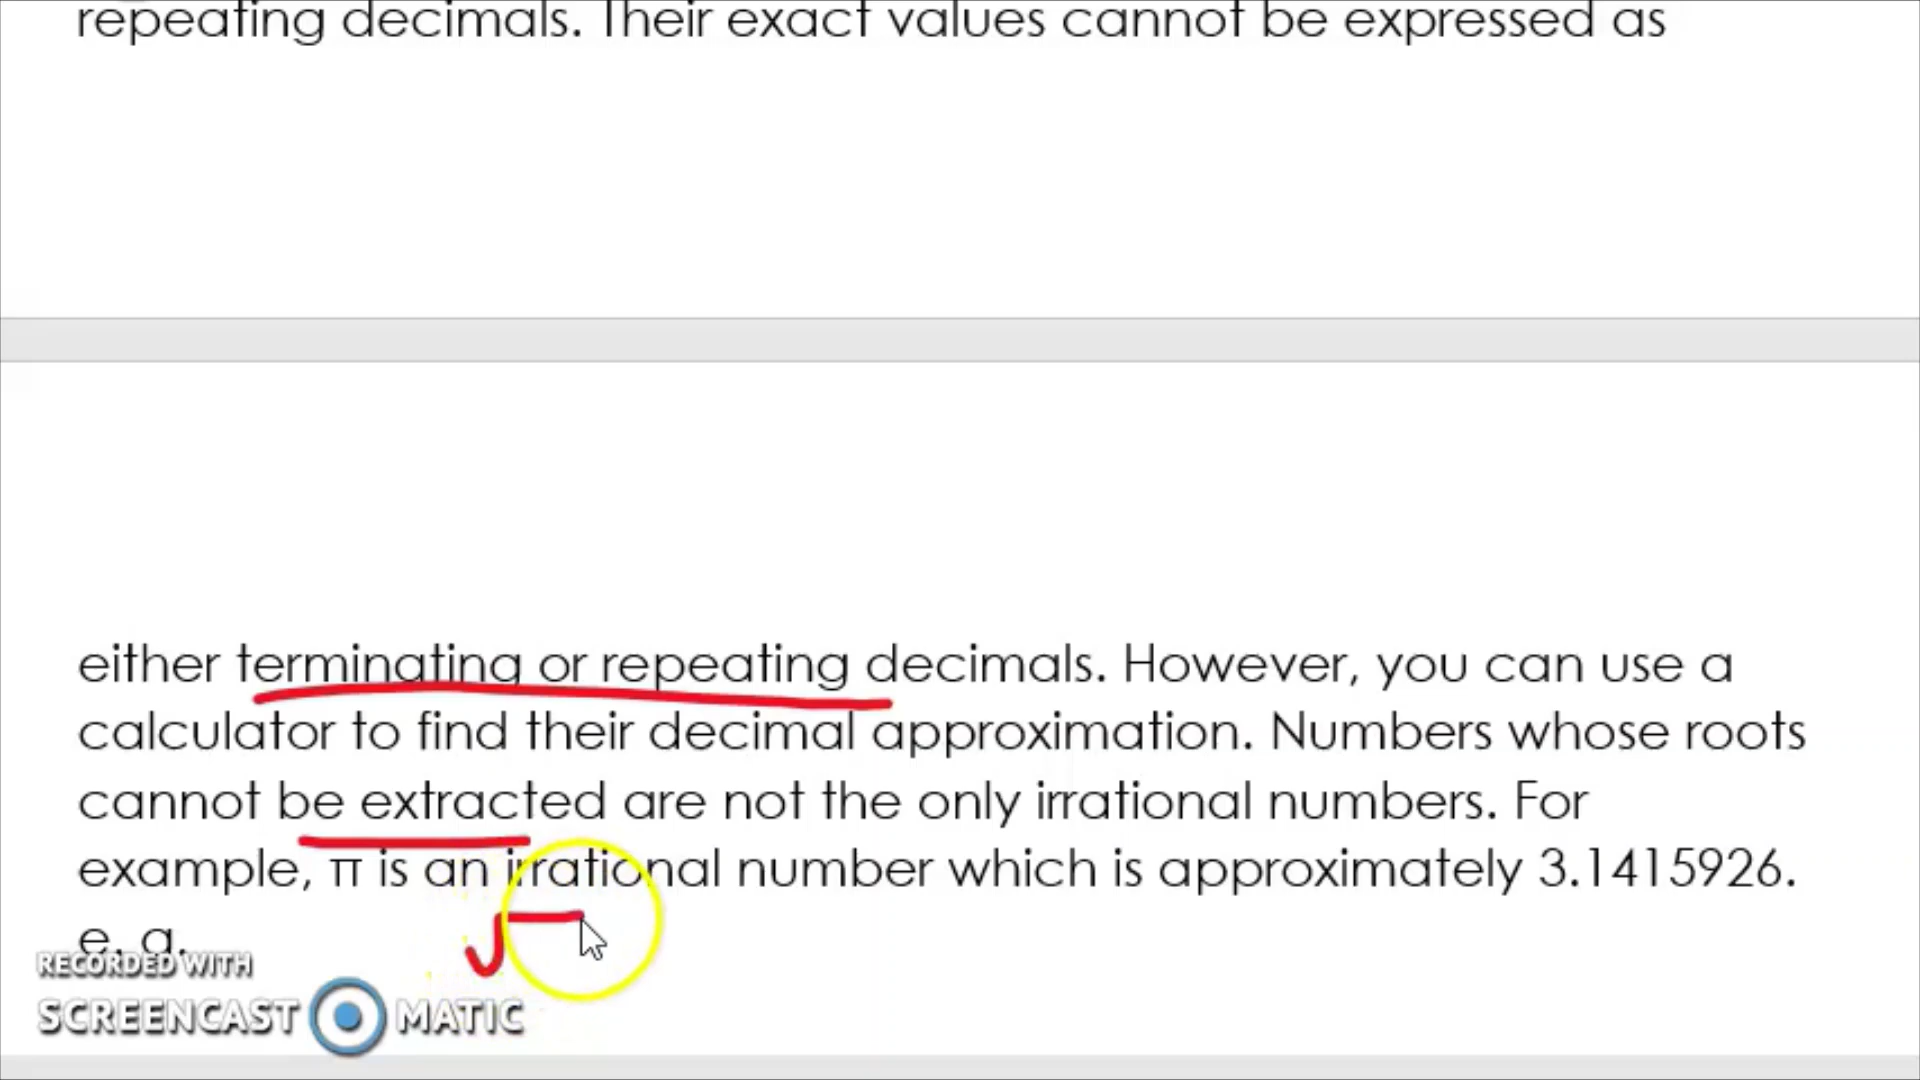 repeating decimals. Their exact values cannot be expressed as
either terminating or repeating decimals. However, you can use a
calculator to find their decimal approximation. Numbers whose roots
cannot be extracted are not the only irrational numbers. For
example, π is an irrational number which is approximately 3.1415926.
e. g.
√
RECORDED WITH
SCREENCAST MATIC